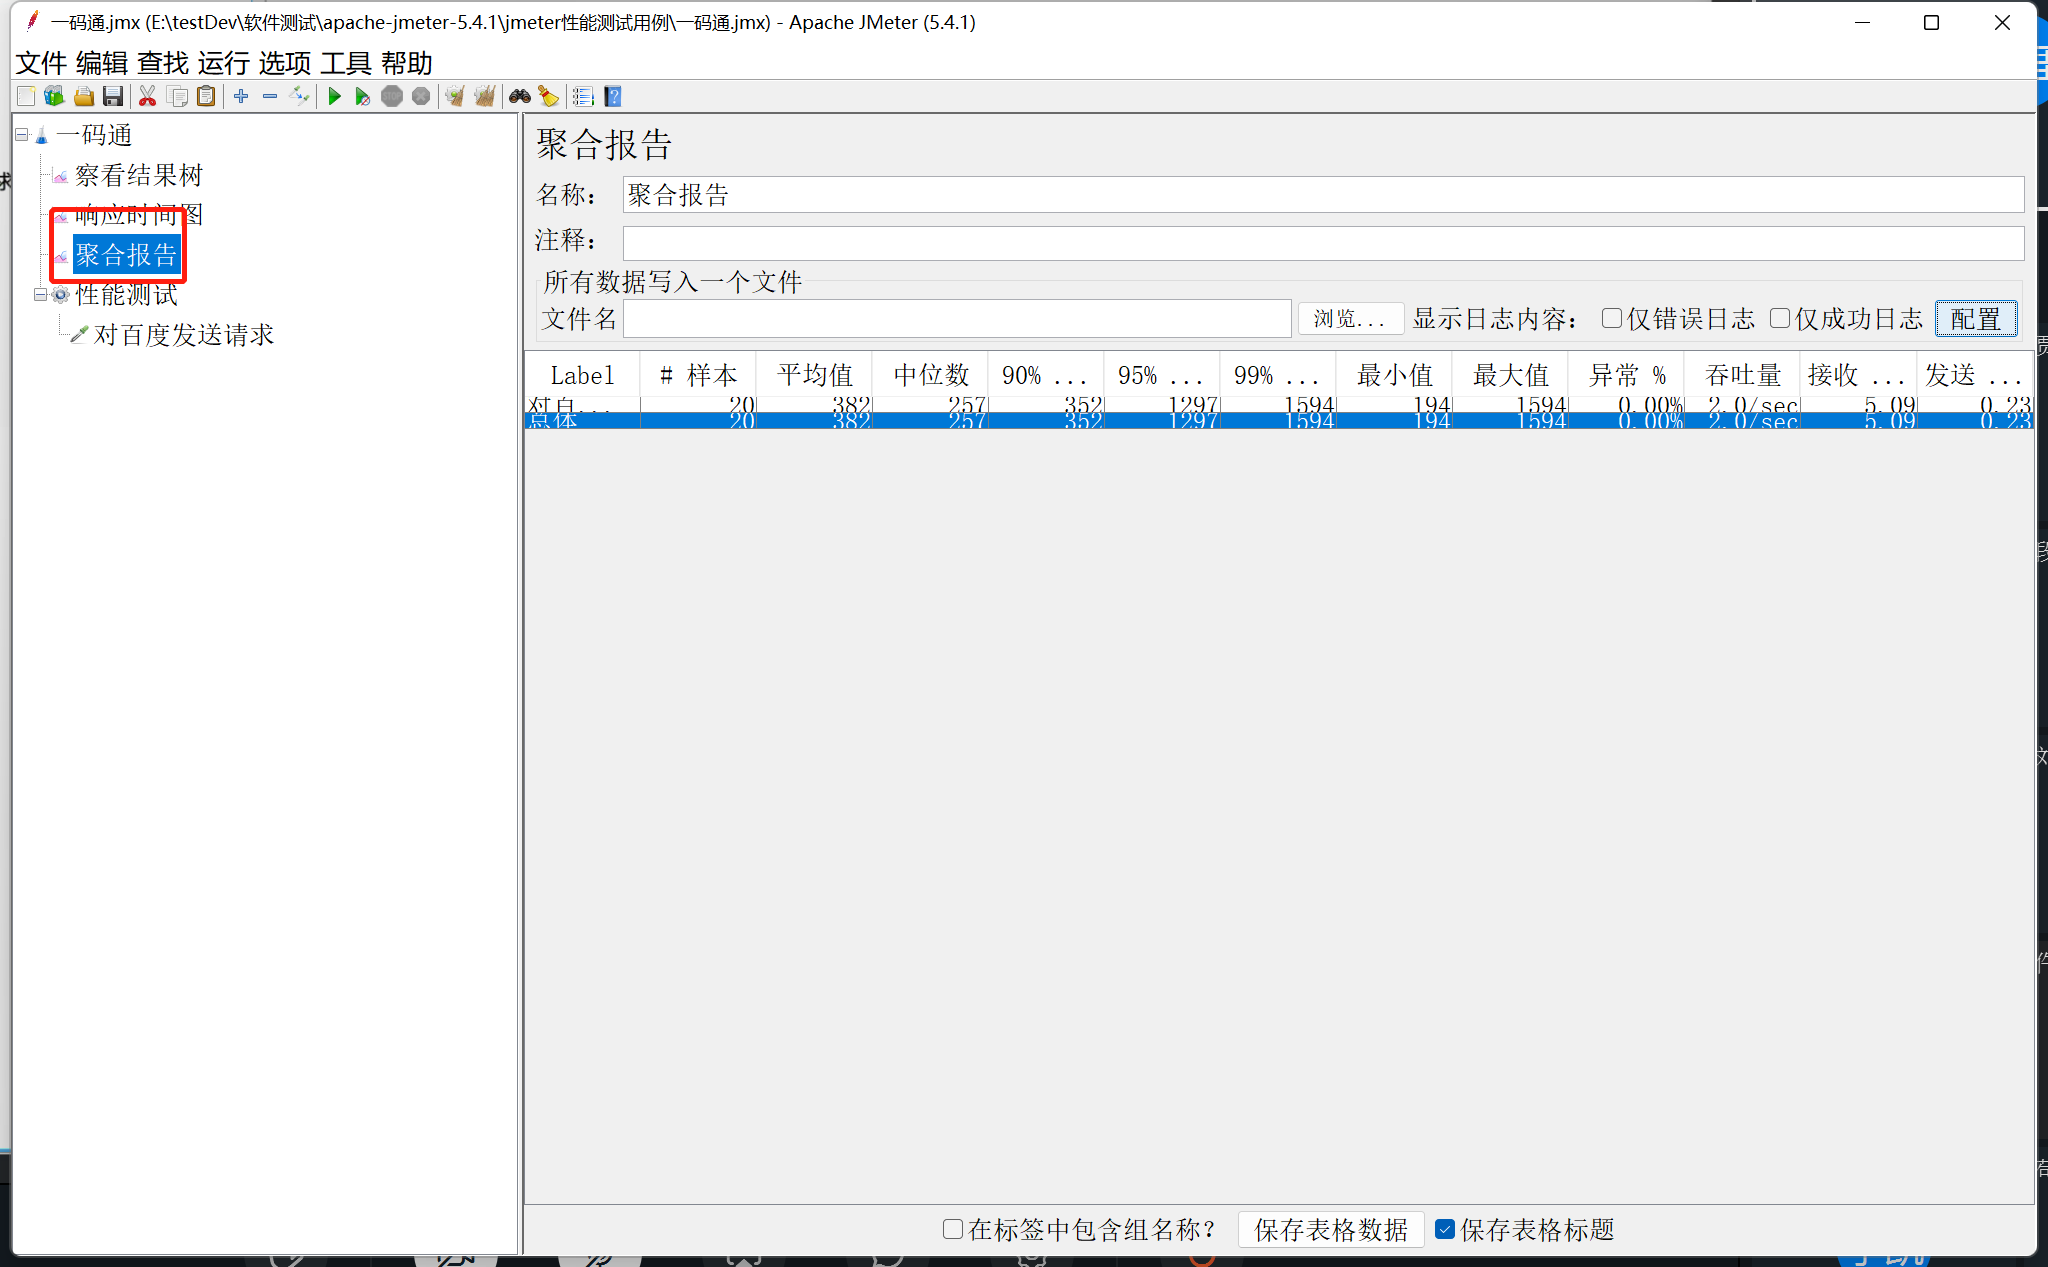 一码通.jmx (E:\testDev\软件测试\apache-jmeter-5.4.1\jmeter性能测试用例\一码通.jmx) - Apache JMeter (5.4.1)
文件 编辑 查找 运行 选项 工具 帮助
一码通
察看结果树
响应时间图
聚合报告
性能测试
对百度发送请求
聚合报告
名称： 聚合报告
注释：
所有数据写入一个文件
文件名 浏览... 显示日志内容： 仅错误日志 仅成功日志 配置
Label # 样本 平均值 中位数 90% ... 95% ... 99% ... 最小值 最大值 异常 % 吞吐量 接收 ... 发送 ...
对百... 20 382 257 352 1297 1594 194 1594 0.00% 2.0/sec 5.09 0.23
总体 20 382 257 352 1297 1594 194 1594 0.00% 2.0/sec 5.09 0.23
在标签中包含组名称？ 保存表格数据 保存表格标题